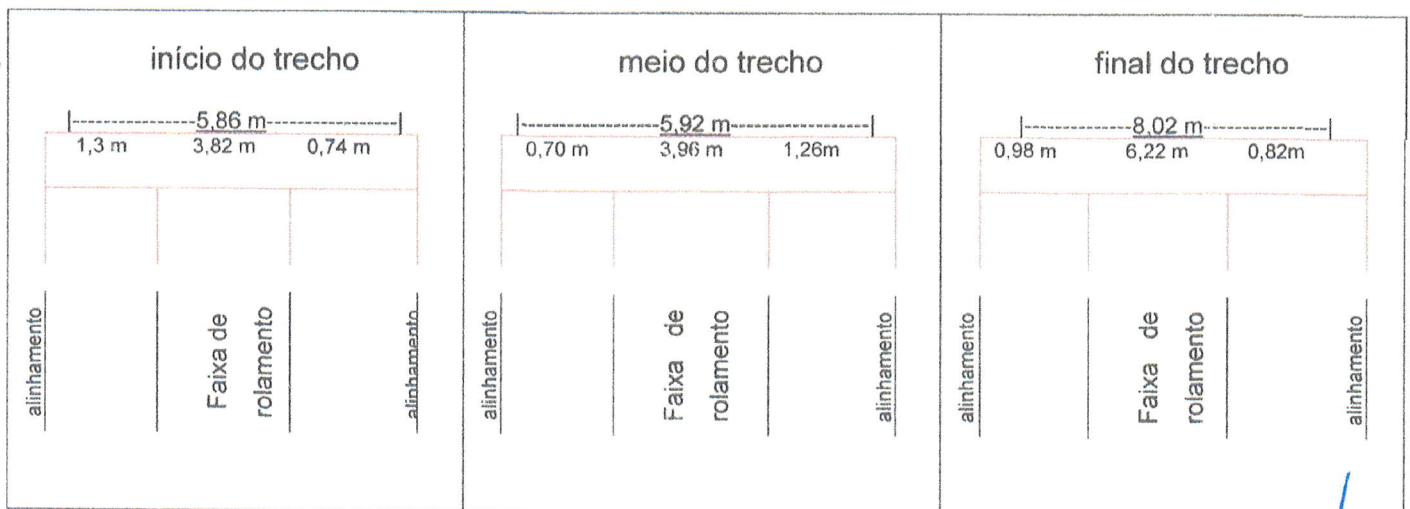 início do trecho
|-----------5,86 m------------|
1,3 m 3,82 m 0,74 m
alinhamento
Faixa de
rolamento
alinhamento
meio do trecho
|------------5,92 m------------|
0,70 m 3,96 m 1,26m
alinhamento
Faixa de
rolamento
alinhamento
final do trecho
|-----------8,02 m-----------|
0,98 m 6,22 m 0,82m
alinhamento
Faixa de
rolamento
alinhamento